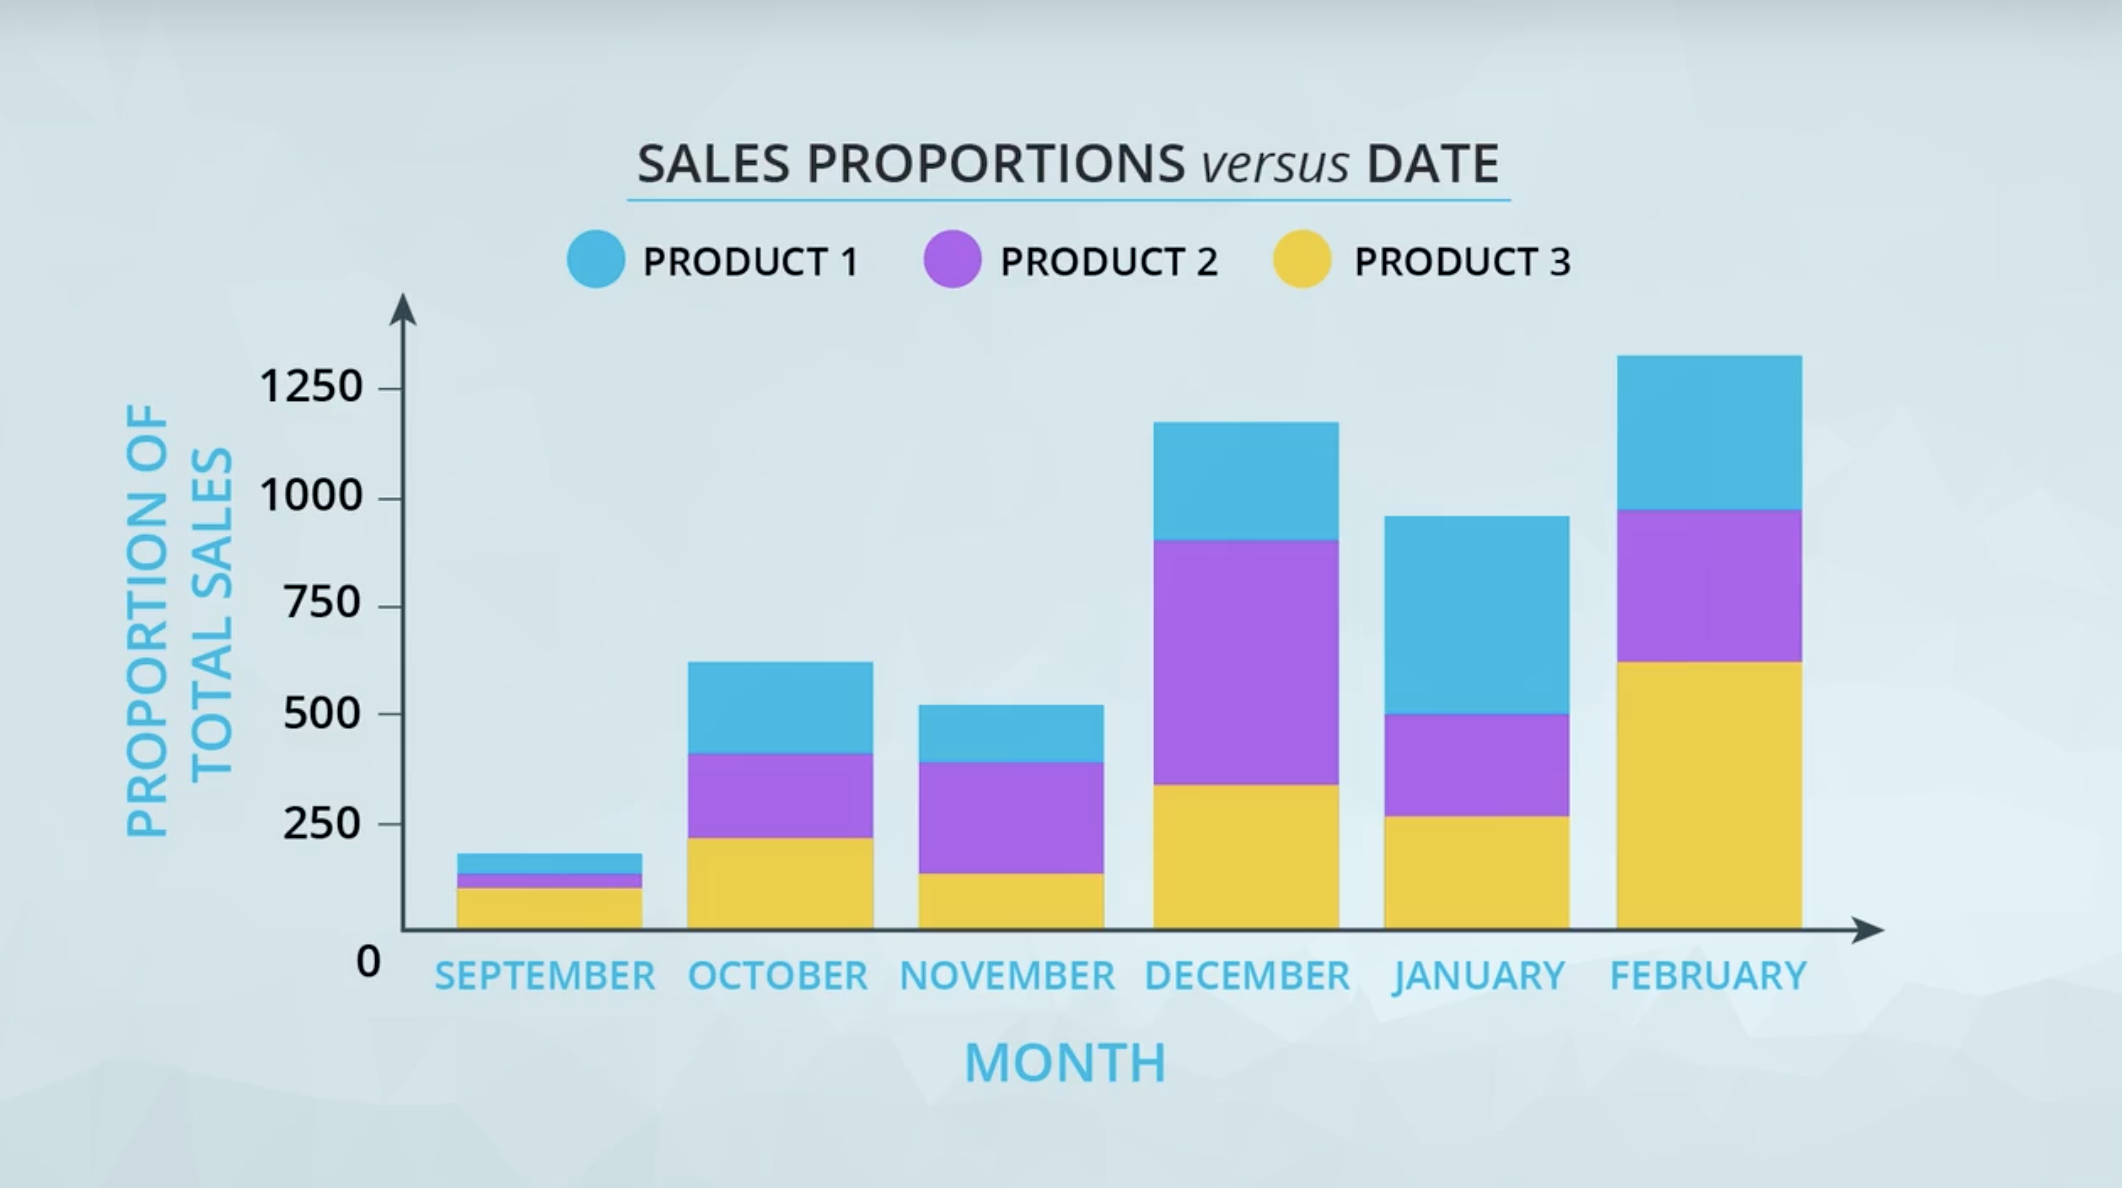 SALES PROPORTIONS versus DATE
PRODUCT 1
PRODUCT 2
PRODUCT 3
PROPORTION OF
TOTAL SALES
1250
1000
750
500
250
0
SEPTEMBER
OCTOBER
NOVEMBER
DECEMBER
JANUARY
FEBRUARY
MONTH